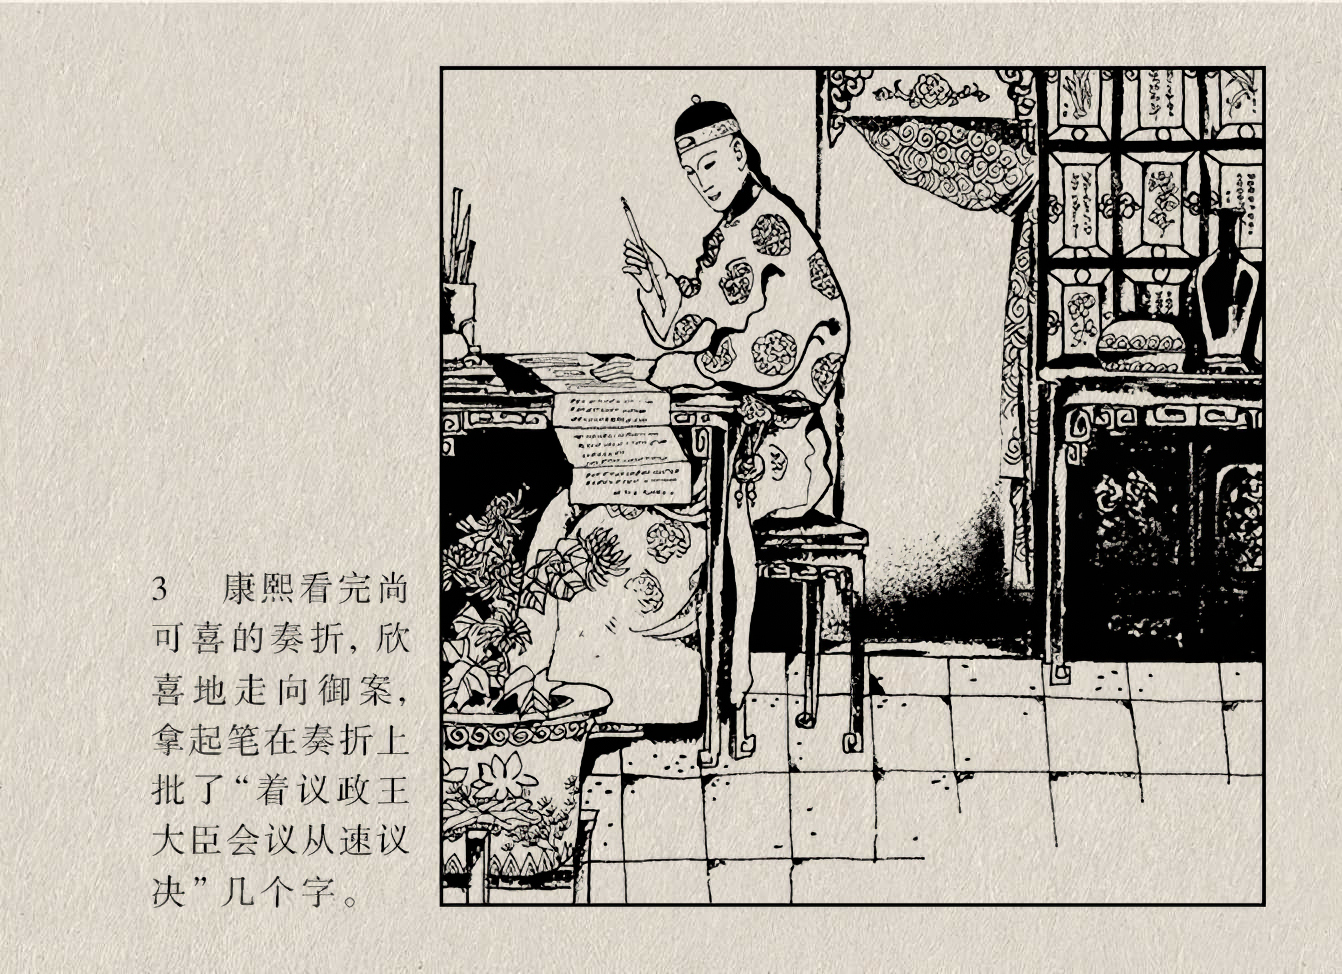 3 康熙看完尚
可喜的奏折，欣
喜地走向御案，
拿起笔在奏折上
批了“着议政王
大臣会议从速议
决”几个字。